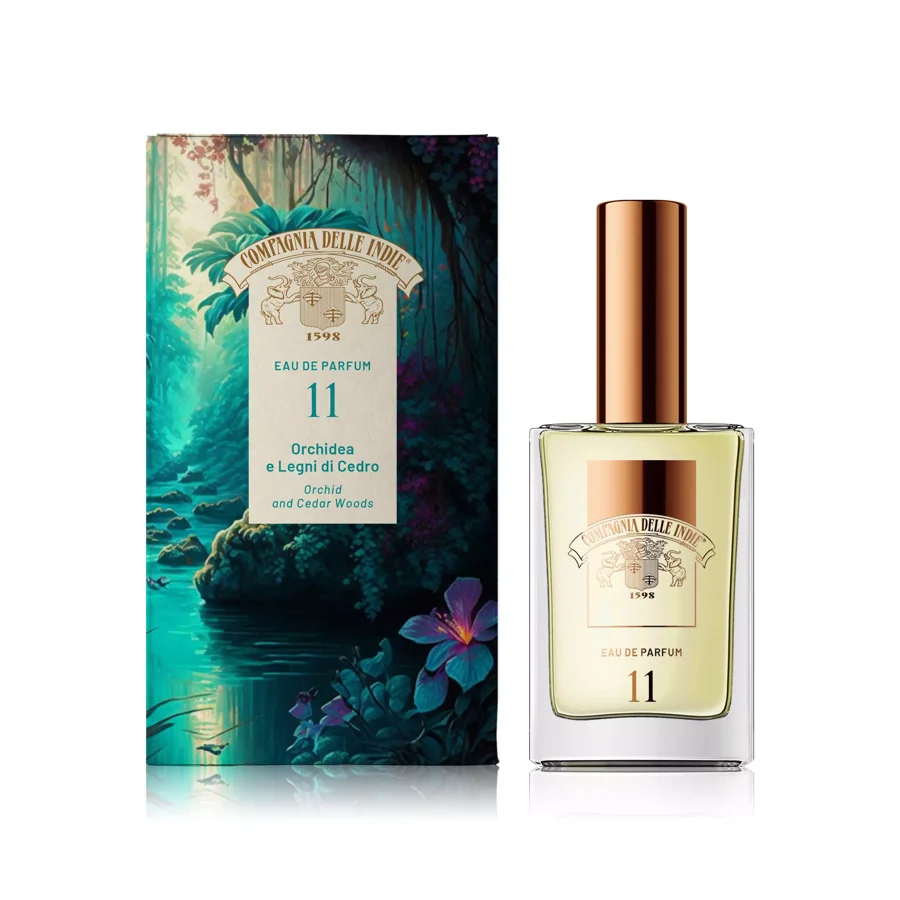 COMPAGNIA DELLE INDIE®
1598
EAU DE PARFUM
11
Orchidea
e Legni di Cedro
Orchid
and Cedar Woods
COMPAGNIA DELLE INDIE®
1598
EAU DE PARFUM
11